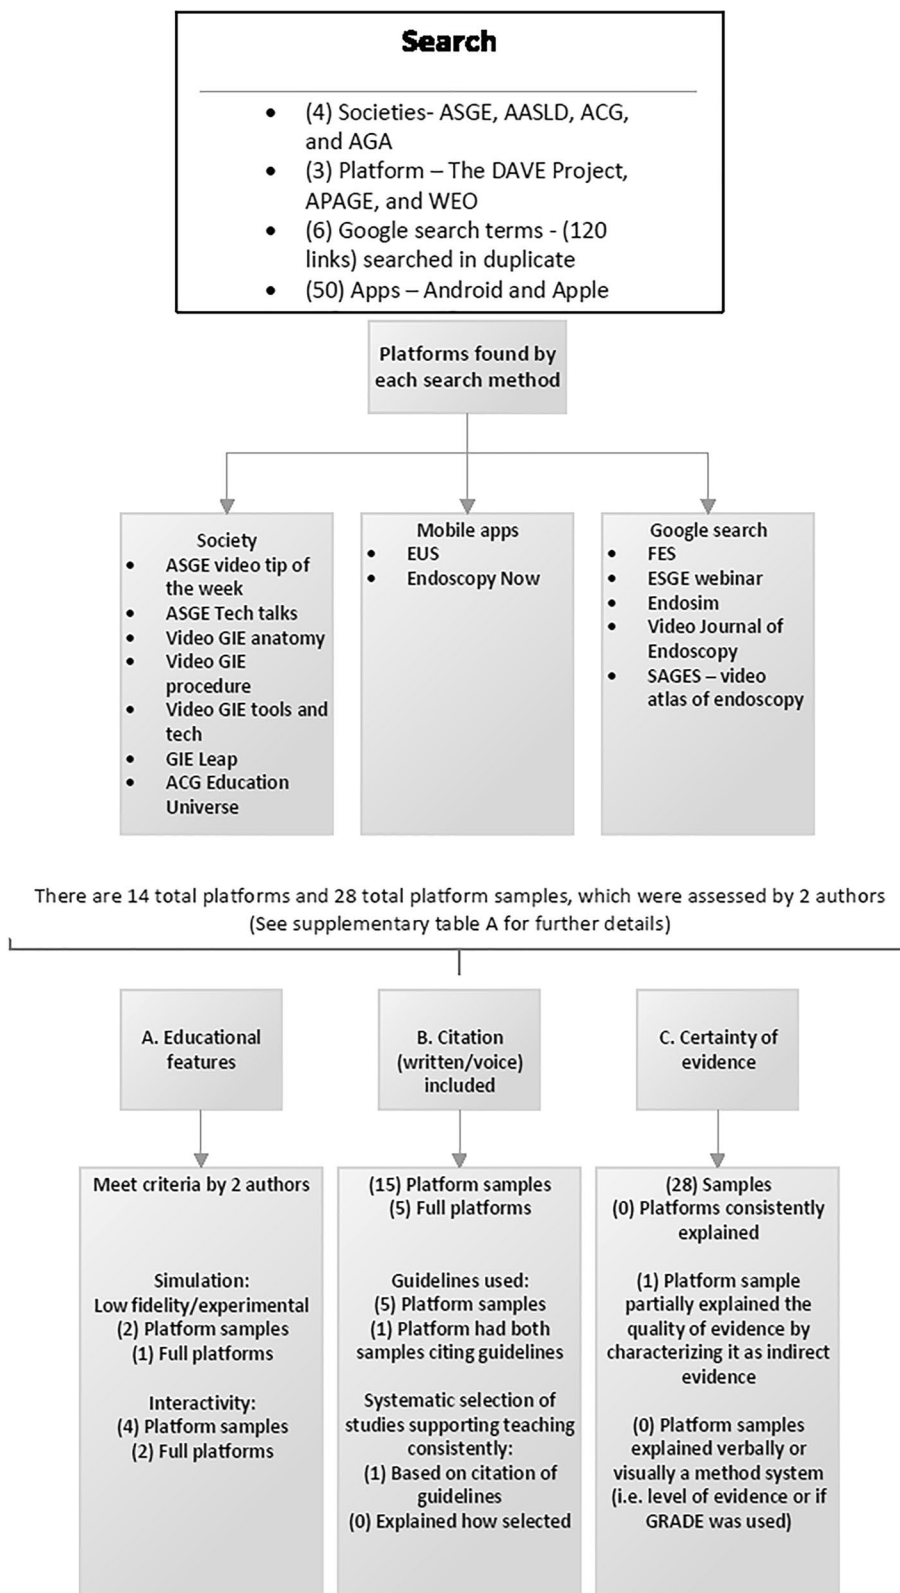 Search
• (4) Societies- ASGE, AASLD, ACG,
and AGA
• (3) Platform – The DAVE Project,
APAGE, and WEO
• (6) Google search terms - (120
links) searched in duplicate
• (50) Apps – Android and Apple
Platforms found by
each search method
Society
• ASGE video tip of
the week
• ASGE Tech talks
• Video GIE anatomy
• Video GIE
procedure
• Video GIE tools and
tech
• GIE Leap
• ACG Education
Universe
Mobile apps
• EUS
• Endoscopy Now
Google search
• FES
• ESGE webinar
• Endosim
• Video Journal of
Endoscopy
• SAGES – video
atlas of endoscopy
There are 14 total platforms and 28 total platform samples, which were assessed by 2 authors
(See supplementary table A for further details)
A. Educational
features
Meet criteria by 2 authors
Simulation:
Low fidelity/experimental
(2) Platform samples
(1) Full platforms
Interactivity:
(4) Platform samples
(2) Full platforms
B. Citation
(written/voice)
included
(15) Platform samples
(5) Full platforms
Guidelines used:
(5) Platform samples
(1) Platform had both
samples citing guidelines
Systematic selection of
studies supporting teaching
consistently:
(1) Based on citation of
guidelines
(0) Explained how selected
C. Certainty of
evidence
(28) Samples
(0) Platforms consistently
explained
(1) Platform sample
partially explained the
quality of evidence by
characterizing it as indirect
evidence
(0) Platform samples
explained verbally or
visually a method system
(i.e. level of evidence or if
GRADE was used)